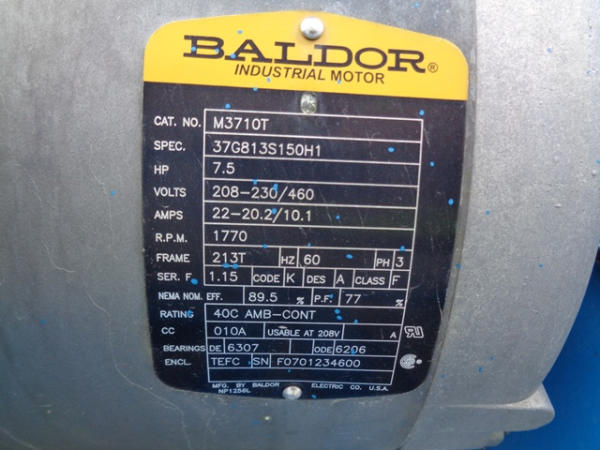 BALDOR®
INDUSTRIAL MOTOR
CAT. NO. M3710T
SPEC. 37G813S150H1
HP 7.5
VOLTS 208-230/460
AMPS 22-20.2/10.1
R.P.M. 1770
FRAME 213T HZ 60 PH 3
SER. F. 1.15 CODE K DES A CLASS F
NEMA NOM. EFF. 89.5 % P.F. 77 %
RATING 40C AMB-CONT
CC 010A USABLE AT 208V A
BEARINGS DE 6307 ODE 6206
ENCL. TEFC SN F0701234600
MFG. BY BALDOR ELECTRIC CO. U.S.A.
NP1256L